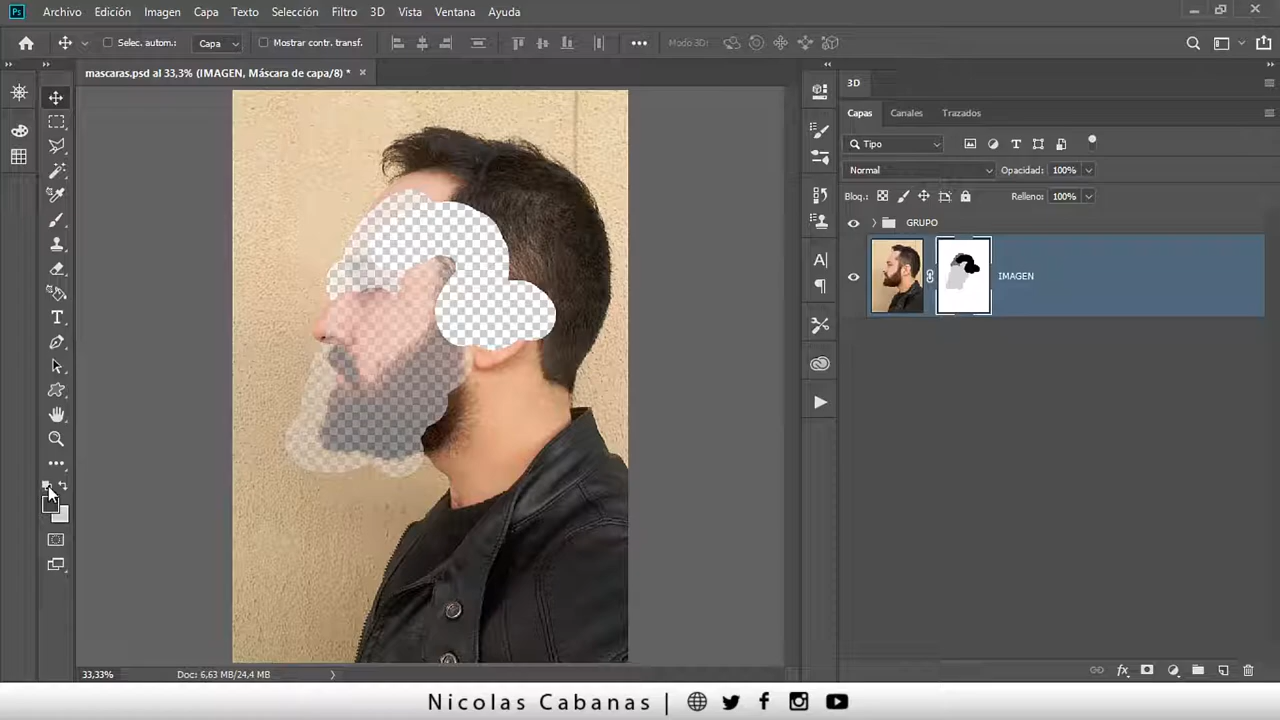 Ps Archivo Edición Imagen Capa Texto Selección Filtro 3D Vista Ventana Ayuda
Selec. autom.: Capa Mostrar contr. transf. Modo 3D:
mascaras.psd al 33,3% (IMAGEN, Máscara de capa/8) *
3D
Capas Canales Trazados
Tipo
Normal Opacidad: 100%
Bloq.: Relleno: 100%
GRUPO
IMAGEN
33,33% Doc: 6,63 MB/24,4 MB
Nicolas Cabanas |